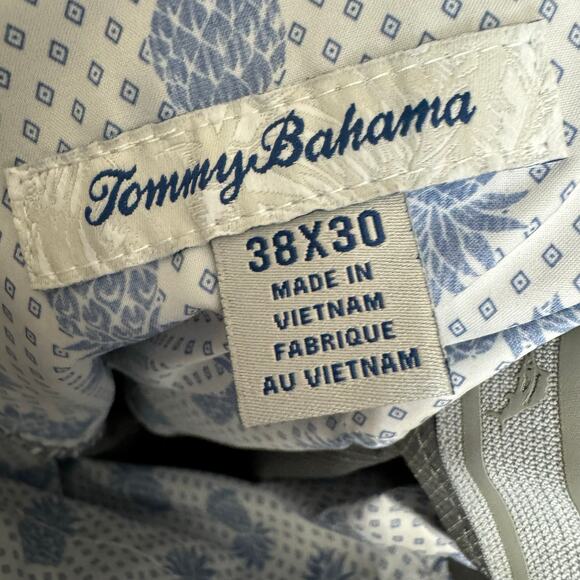 Tommy Bahama
38X30
MADE IN
VIETNAM
FABRIQUE
AU VIETNAM